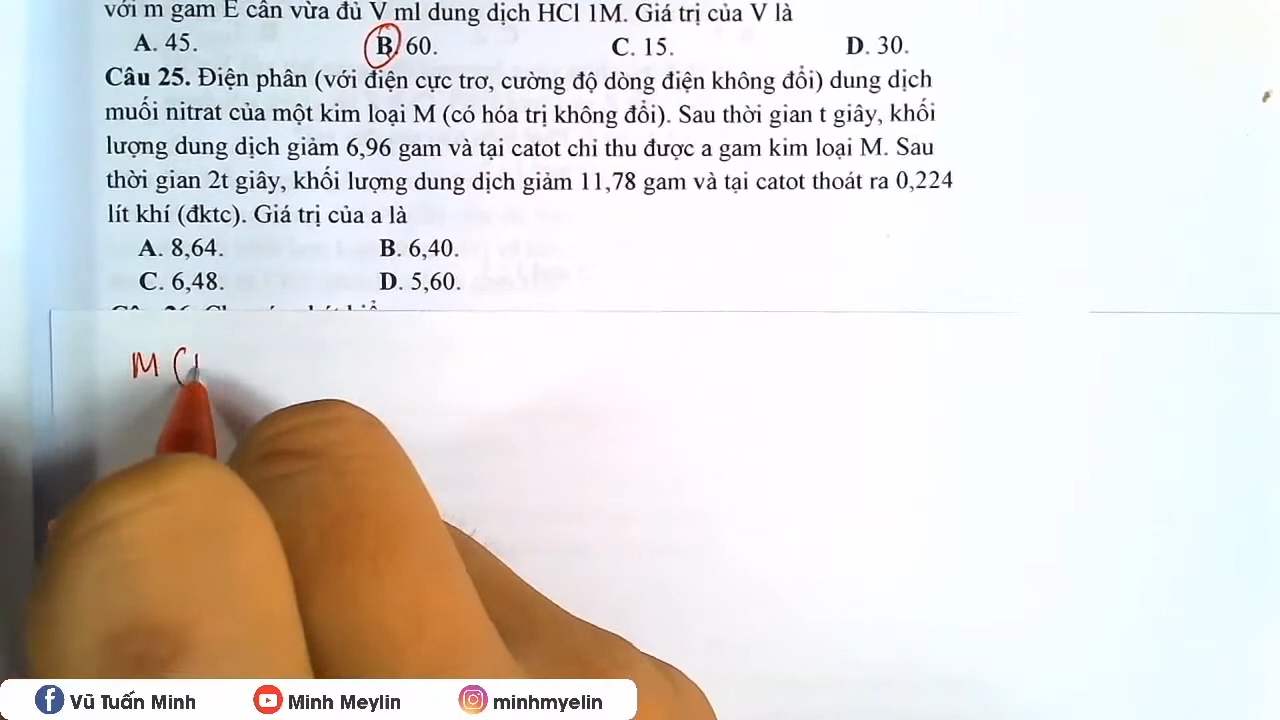 với m gam E cần vừa đủ V ml dung dịch HCl 1M. Giá trị của V là
A. 45. B. 60. C. 15. D. 30.
Câu 25. Điện phân (với điện cực trơ, cường độ dòng điện không đổi) dung dịch
muối nitrat của một kim loại M (có hóa trị không đổi). Sau thời gian t giây, khối
lượng dung dịch giảm 6,96 gam và tại catot chỉ thu được a gam kim loại M. Sau
thời gian 2t giây, khối lượng dung dịch giảm 11,78 gam và tại catot thoát ra 0,224
lít khí (đktc). Giá trị của a là
A. 8,64. B. 6,40.
C. 6,48. D. 5,60.
M (
Vũ Tuấn Minh Minh Meylin minhmyelin